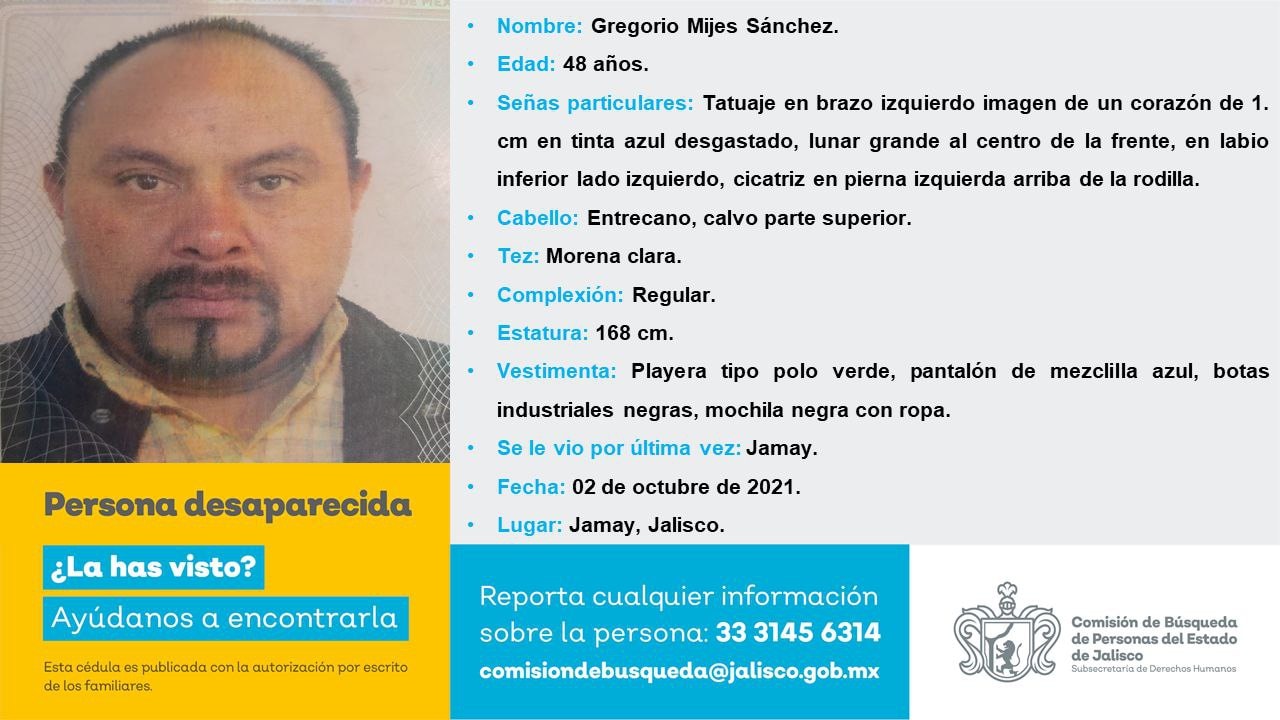 • Nombre: Gregorio Mijes Sánchez.
• Edad: 48 años.
• Señas particulares: Tatuaje en brazo izquierdo imagen de un corazón de 1.
cm en tinta azul desgastado, lunar grande al centro de la frente, en labio
inferior lado izquierdo, cicatriz en pierna izquierda arriba de la rodilla.
• Cabello: Entrecano, calvo parte superior.
• Tez: Morena clara.
• Complexión: Regular.
• Estatura: 168 cm.
• Vestimenta: Playera tipo polo verde, pantalón de mezclilla azul, botas
industriales negras, mochila negra con ropa.
• Se le vio por última vez: Jamay.
• Fecha: 02 de octubre de 2021.
• Lugar: Jamay, Jalisco.
Persona desaparecida
¿La has visto?
Ayúdanos a encontrarla
Esta cédula es publicada con la autorización por escrito
de los familiares.
Reporta cualquier información
sobre la persona: 33 3145 6314
comisiondebusqueda@jalisco.gob.mx
Comisión de Búsqueda
de Personas del Estado
de Jalisco
Subsecretaría de Derechos Humanos